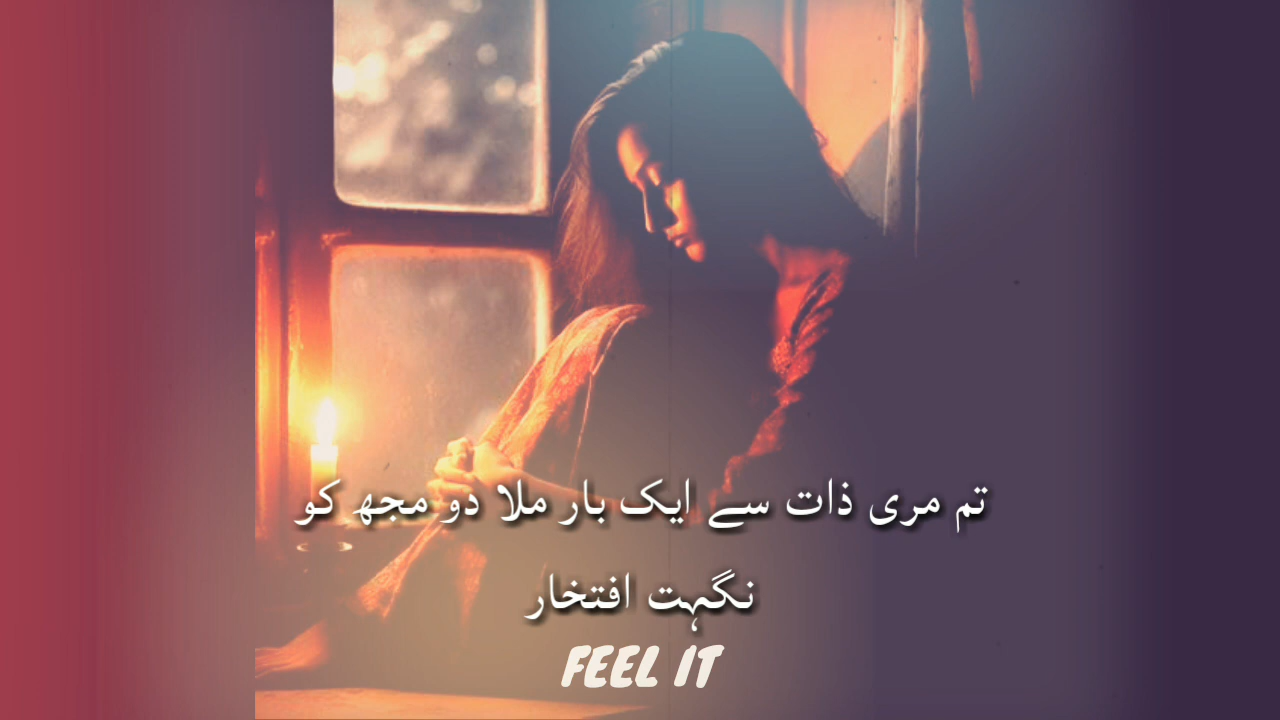 تم مری ذات سے ایک بار ملا دو مجھ کو
نگہت افتخار
FEEL IT